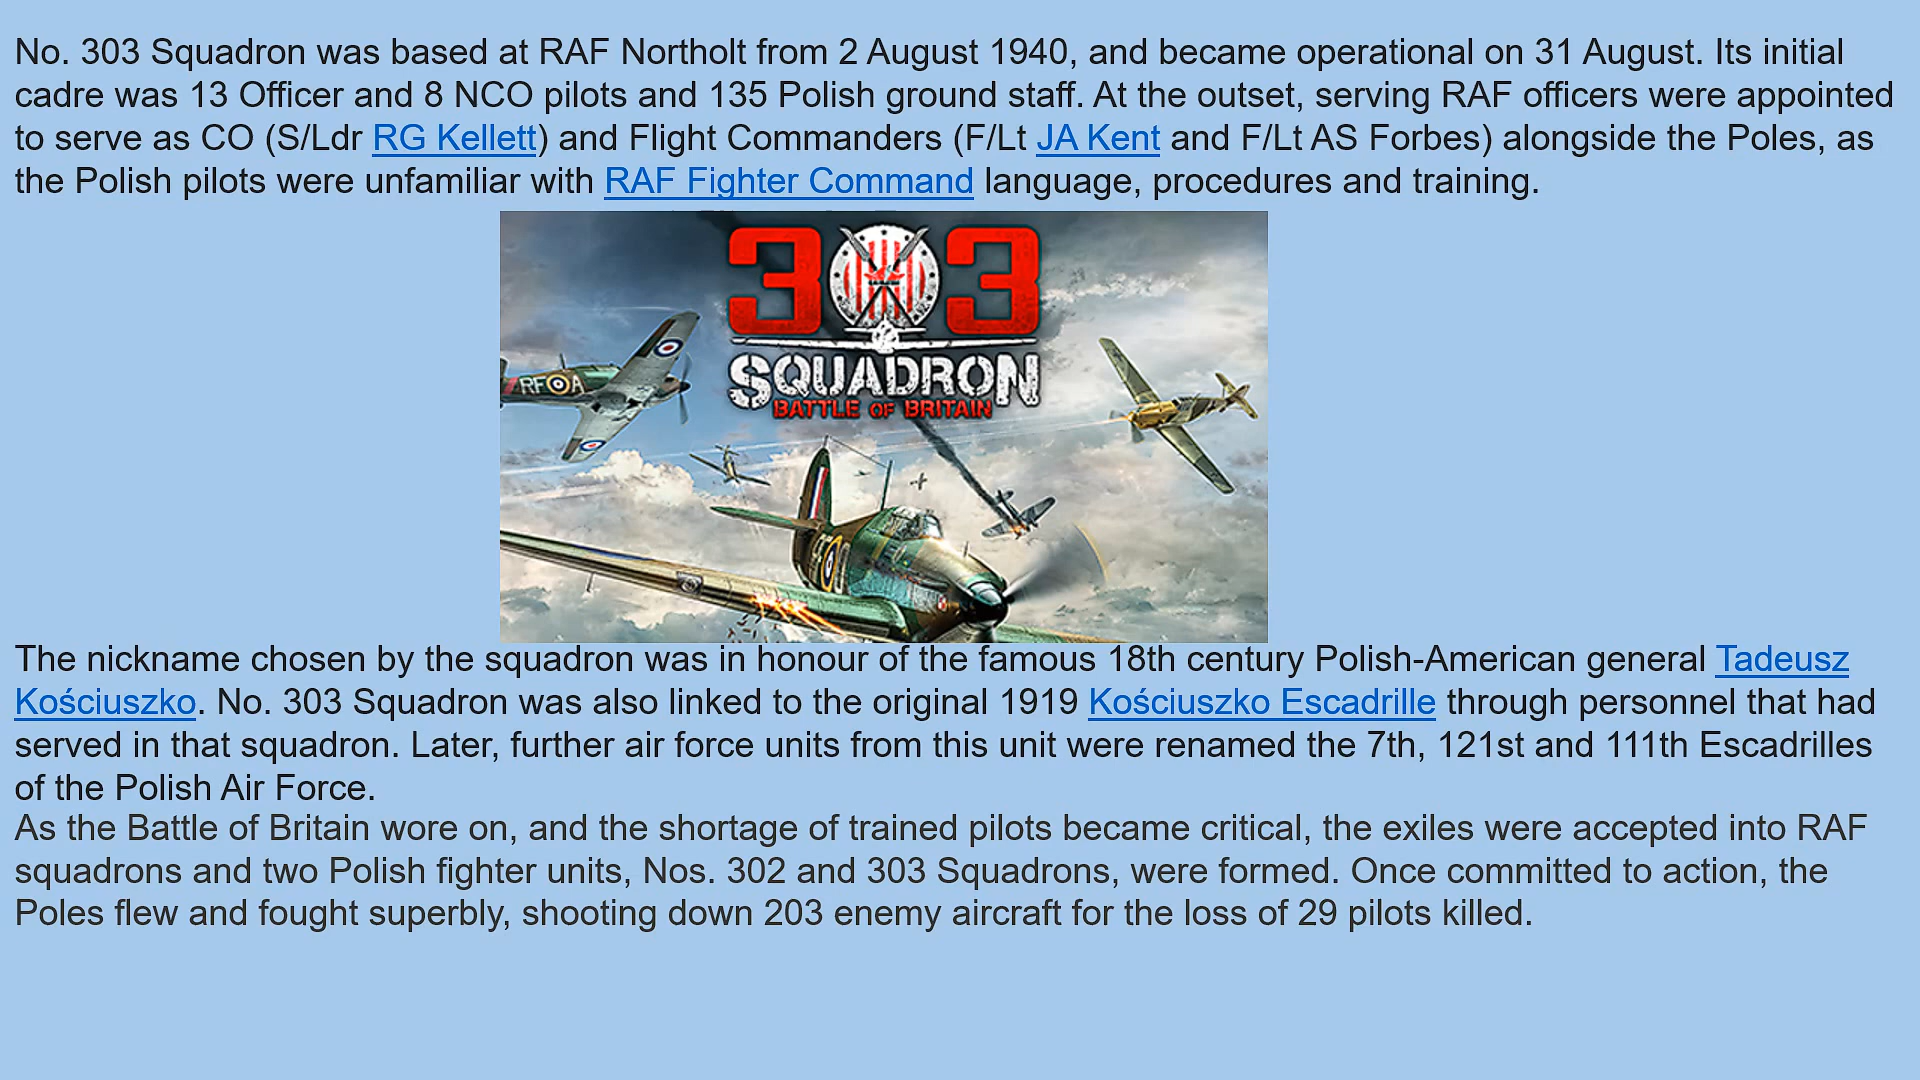 No. 303 Squadron was based at RAF Northolt from 2 August 1940, and became operational on 31 August. Its initial
cadre was 13 Officer and 8 NCO pilots and 135 Polish ground staff. At the outset, serving RAF officers were appointed
to serve as CO (S/Ldr RG Kellett) and Flight Commanders (F/Lt JA Kent and F/Lt AS Forbes) alongside the Poles, as
the Polish pilots were unfamiliar with RAF Fighter Command language, procedures and training.
303
SQUADRON
BATTLE OF BRITAIN
RF A
The nickname chosen by the squadron was in honour of the famous 18th century Polish-American general Tadeusz
Kościuszko. No. 303 Squadron was also linked to the original 1919 Kościuszko Escadrille through personnel that had
served in that squadron. Later, further air force units from this unit were renamed the 7th, 121st and 111th Escadrilles
of the Polish Air Force.
As the Battle of Britain wore on, and the shortage of trained pilots became critical, the exiles were accepted into RAF
squadrons and two Polish fighter units, Nos. 302 and 303 Squadrons, were formed. Once committed to action, the
Poles flew and fought superbly, shooting down 203 enemy aircraft for the loss of 29 pilots killed.